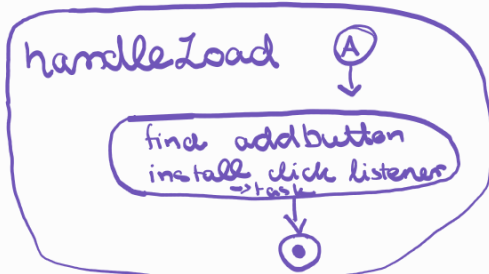 handleLoad
A
find addbutton
install click listener
→task